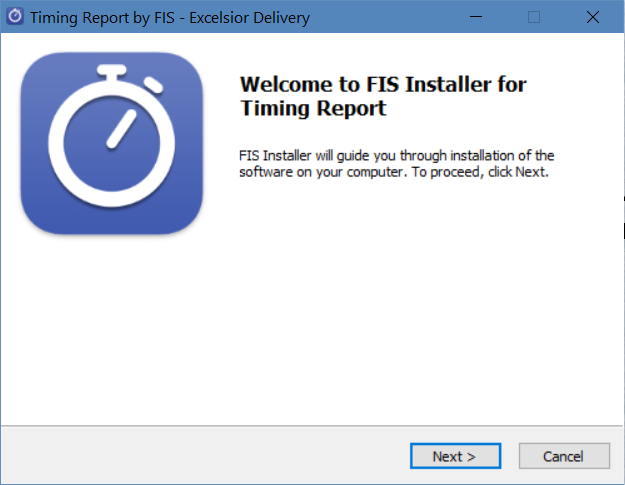 Timing Report by FIS - Excelsior Delivery
Welcome to FIS Installer for
Timing Report
FIS Installer will guide you through installation of the
software on your computer. To proceed, click Next.
Next >
Cancel